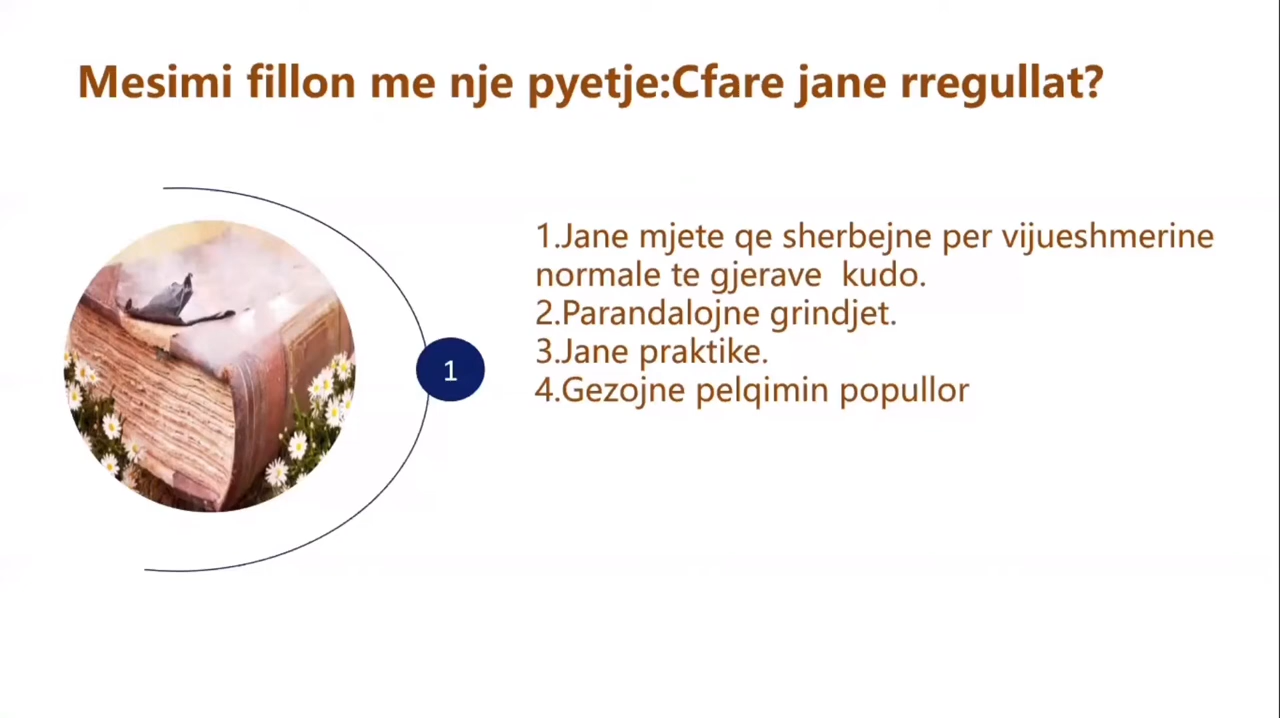 Mesimi fillon me nje pyetje:Cfare jane rregullat?
1
1.Jane mjete qe sherbejne per vijueshmerine
normale te gjerave  kudo.
2.Parandalojne grindjet.
3.Jane praktike.
4.Gezojne pelqimin popullor